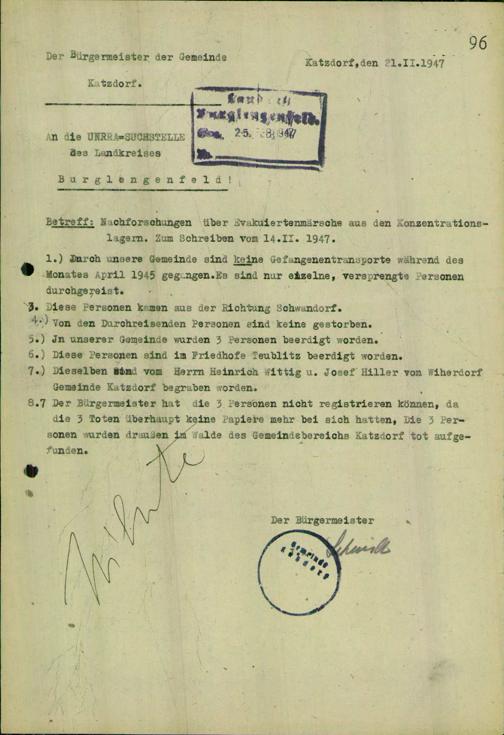 96
Der Bürgermeister der Gemeinde
Katzdorf,den 21.II.1947
Katzdorf.
Landrat
Burglengenfeld.
25. FEB. 1947
An die UNRRA=SUCHSTELLE
des Landkreises
Burglengenfeld!
Betreff: Nachforschungen über Evakuiertenmärsche aus den Konzentrations-
lagern. Zum Schreiben vom 14.II. 1947.
1.) Durch unsere Gemeinde sind keine Gefangenentransporte während des
Monates April 1945 gegangen.Es sind nur einzelne, versprengte Personen
durchgereist.
3. Diese Personen kamen aus der Richtung Schwandorf.
4.) Von den Durchreisenden Personen sind keine gestorben.
5.) Jn unserer Gemeinde wurden 3 Personen beerdigt worden.
6.) Diese Personen sind im Friedhofe Teublitz beerdigt worden.
7.) Dieselben sind vom Herrn Heinrich Wittig u. Josef Hiller vom Wiherdorf
Gemeinde Katzdorf begraben worden.
8.7 Der Bürgermeister hat die 3 Personen nicht registrieren können, da
die 3 Toten überhaupt keine Papiere mehr bei sich hatten, Die 3 Per-
sonen wurden draußen im Walde des Gemeindebereichs Katzdorf tot aufge-
funden.
Der Bürgermeister
Gemeinde